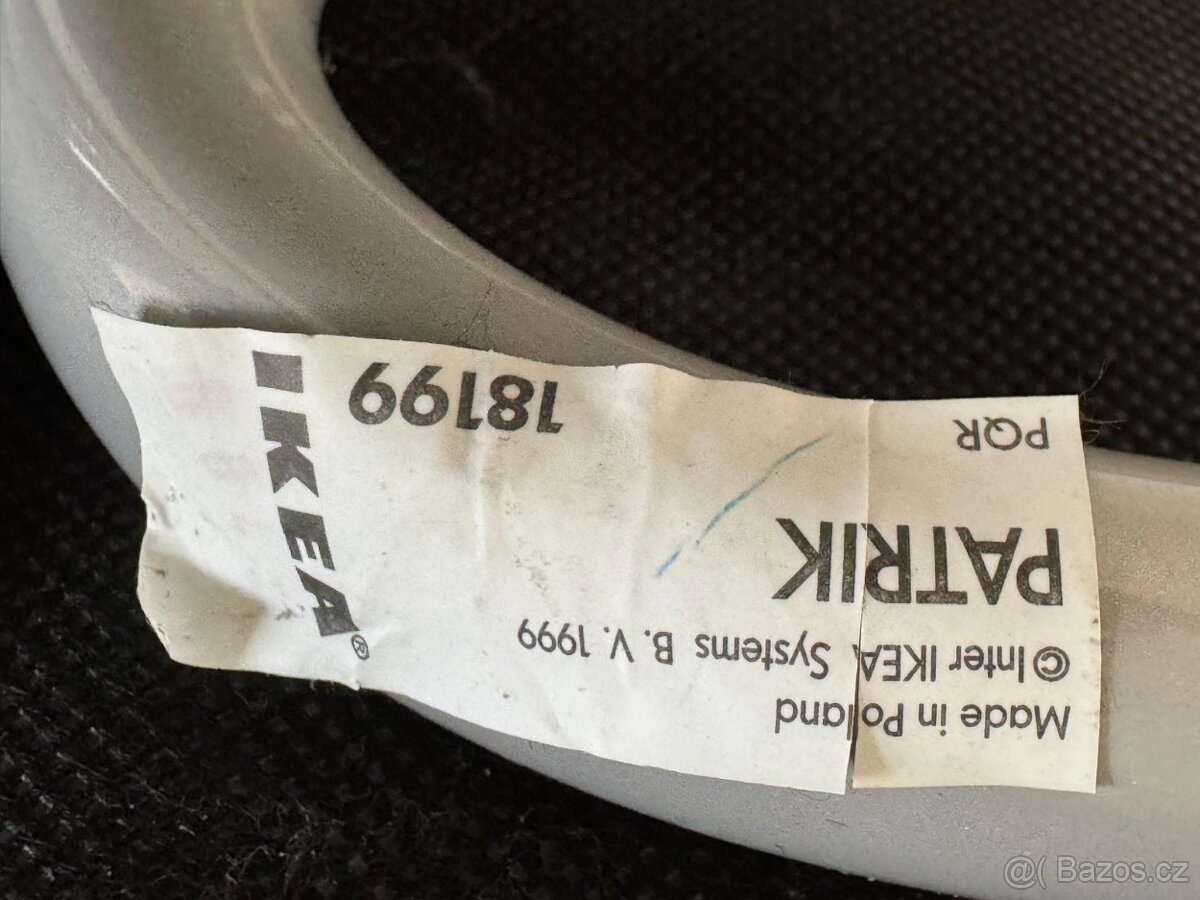 Made in Poland
©Inter IKEA Systems B.V. 1999
PATRIK
PQR
18199
IKEA®
@( Bazos.cz